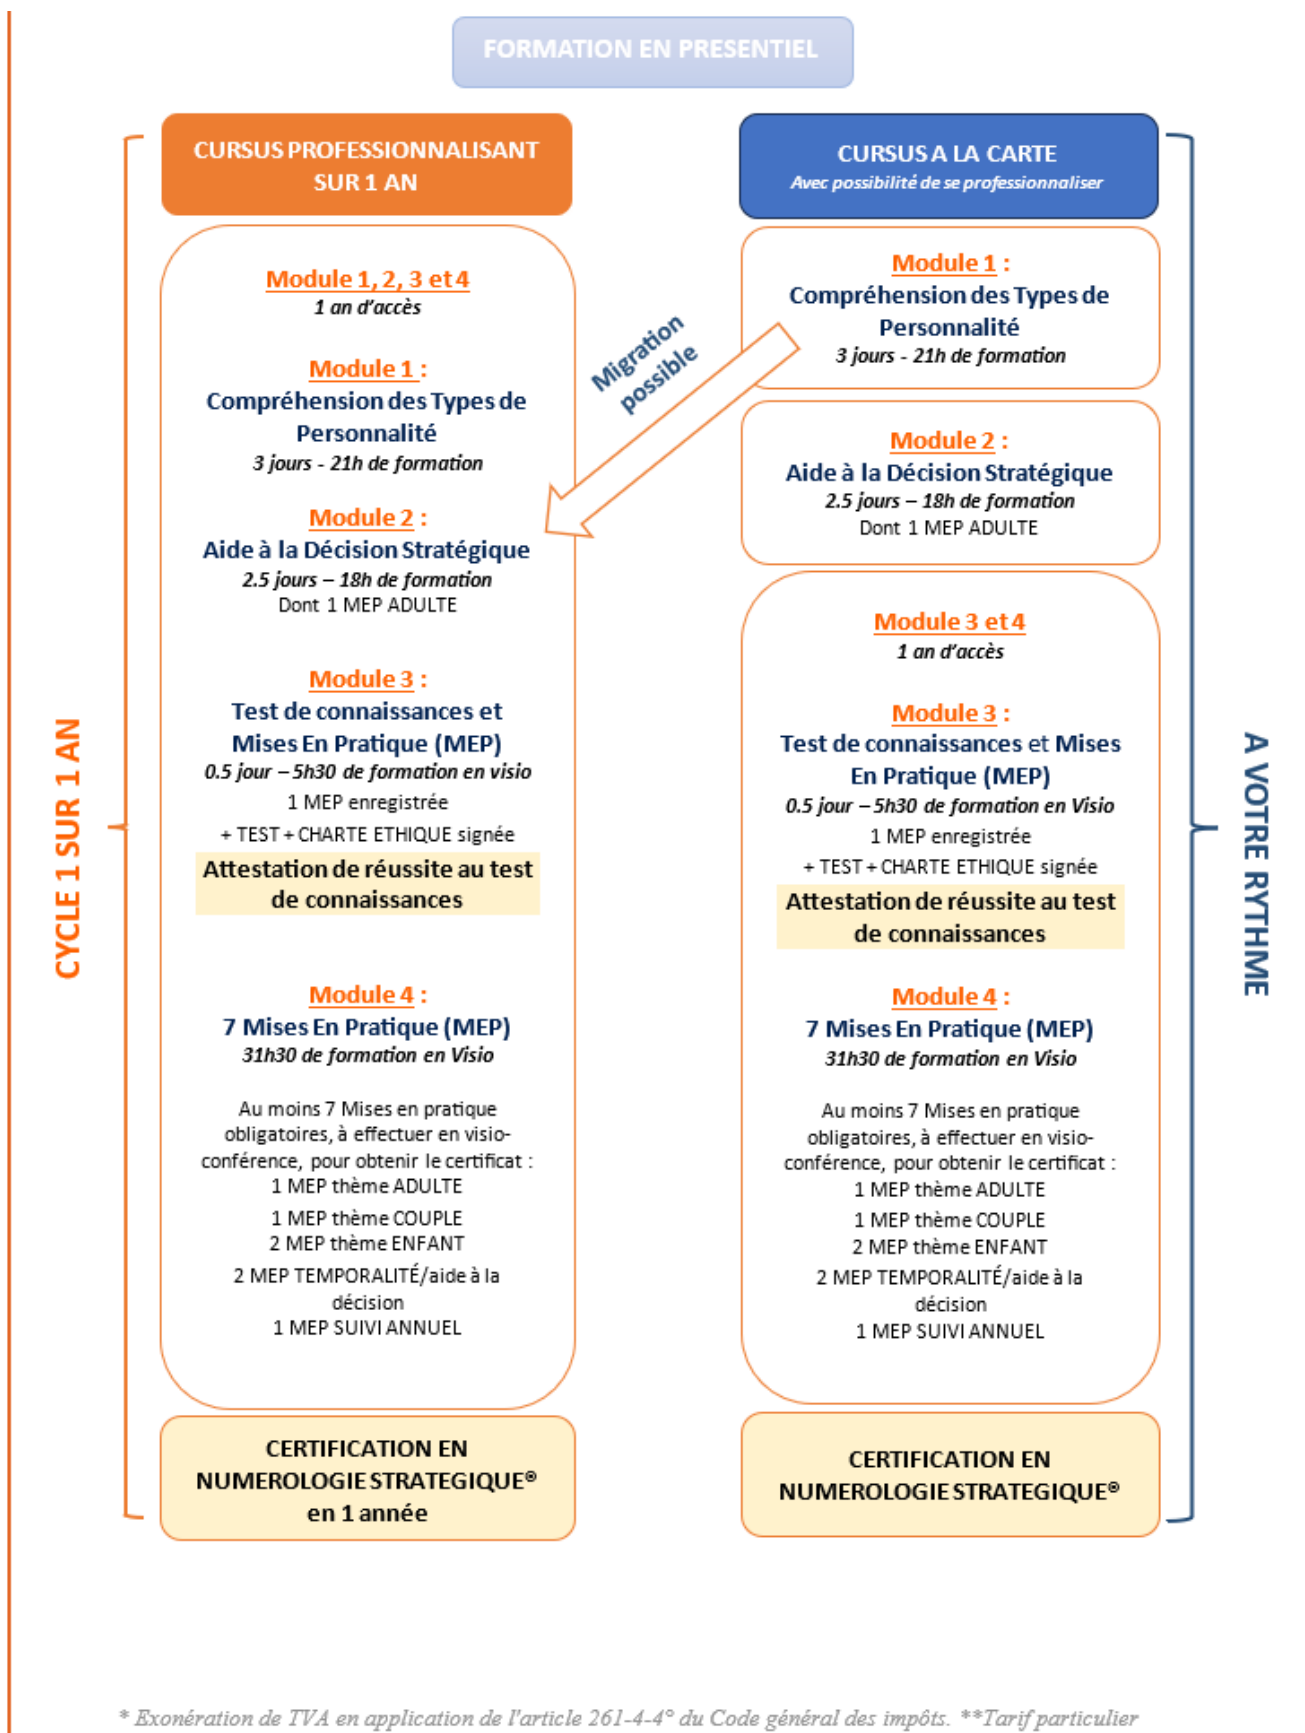 FORMATION EN PRESENTIEL
CURSUS PROFESSIONNALISANT
SUR 1 AN
Module 1, 2, 3 et 4
1 an d'accès
Module 1 :
Compréhension des Types de
Personnalité
3 jours - 21h de formation
Module 2 :
Aide à la Décision Stratégique
2.5 jours – 18h de formation
Dont 1 MEP ADULTE
Module 3 :
Test de connaissances et
Mises En Pratique (MEP)
0.5 jour – 5h30 de formation en visio
1 MEP enregistrée
+ TEST + CHARTE ETHIQUE signée
Attestation de réussite au test
de connaissances
Module 4 :
7 Mises En Pratique (MEP)
31h30 de formation en Visio
Au moins 7 Mises en pratique
obligatoires, à effectuer en visio-
conférence, pour obtenir le certificat :
1 MEP thème ADULTE
1 MEP thème COUPLE
2 MEP thème ENFANT
2 MEP TEMPORALITÉ/aide à la
décision
1 MEP SUIVI ANNUEL
CERTIFICATION EN
NUMEROLOGIE STRATEGIQUE®
en 1 année
CYCLE 1 SUR 1 AN
Migration
possible
CURSUS A LA CARTE
Avec possibilité de se professionnaliser
Module 1 :
Compréhension des Types de
Personnalité
3 jours - 21h de formation
Module 2 :
Aide à la Décision Stratégique
2.5 jours – 18h de formation
Dont 1 MEP ADULTE
Module 3 et 4
1 an d'accès
Module 3 :
Test de connaissances et Mises
En Pratique (MEP)
0.5 jour – 5h30 de formation en Visio
1 MEP enregistrée
+ TEST + CHARTE ETHIQUE signée
Attestation de réussite au test
de connaissances
Module 4 :
7 Mises En Pratique (MEP)
31h30 de formation en Visio
Au moins 7 Mises en pratique
obligatoires, à effectuer en visio-
conférence, pour obtenir le certificat :
1 MEP thème ADULTE
1 MEP thème COUPLE
2 MEP thème ENFANT
2 MEP TEMPORALITÉ/aide à la
décision
1 MEP SUIVI ANNUEL
CERTIFICATION EN
NUMEROLOGIE STRATEGIQUE®
A VOTRE RYTHME
* Exonération de TVA en application de l'article 261-4-4° du Code général des impôts. **Tarif particulier